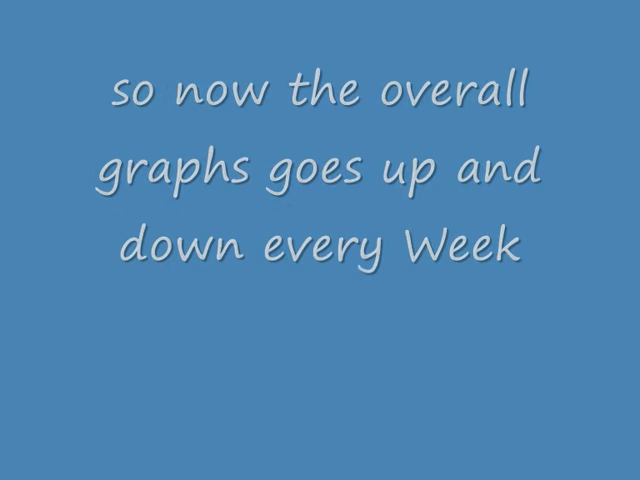 so now the overall
graphs goes up and
down every Week